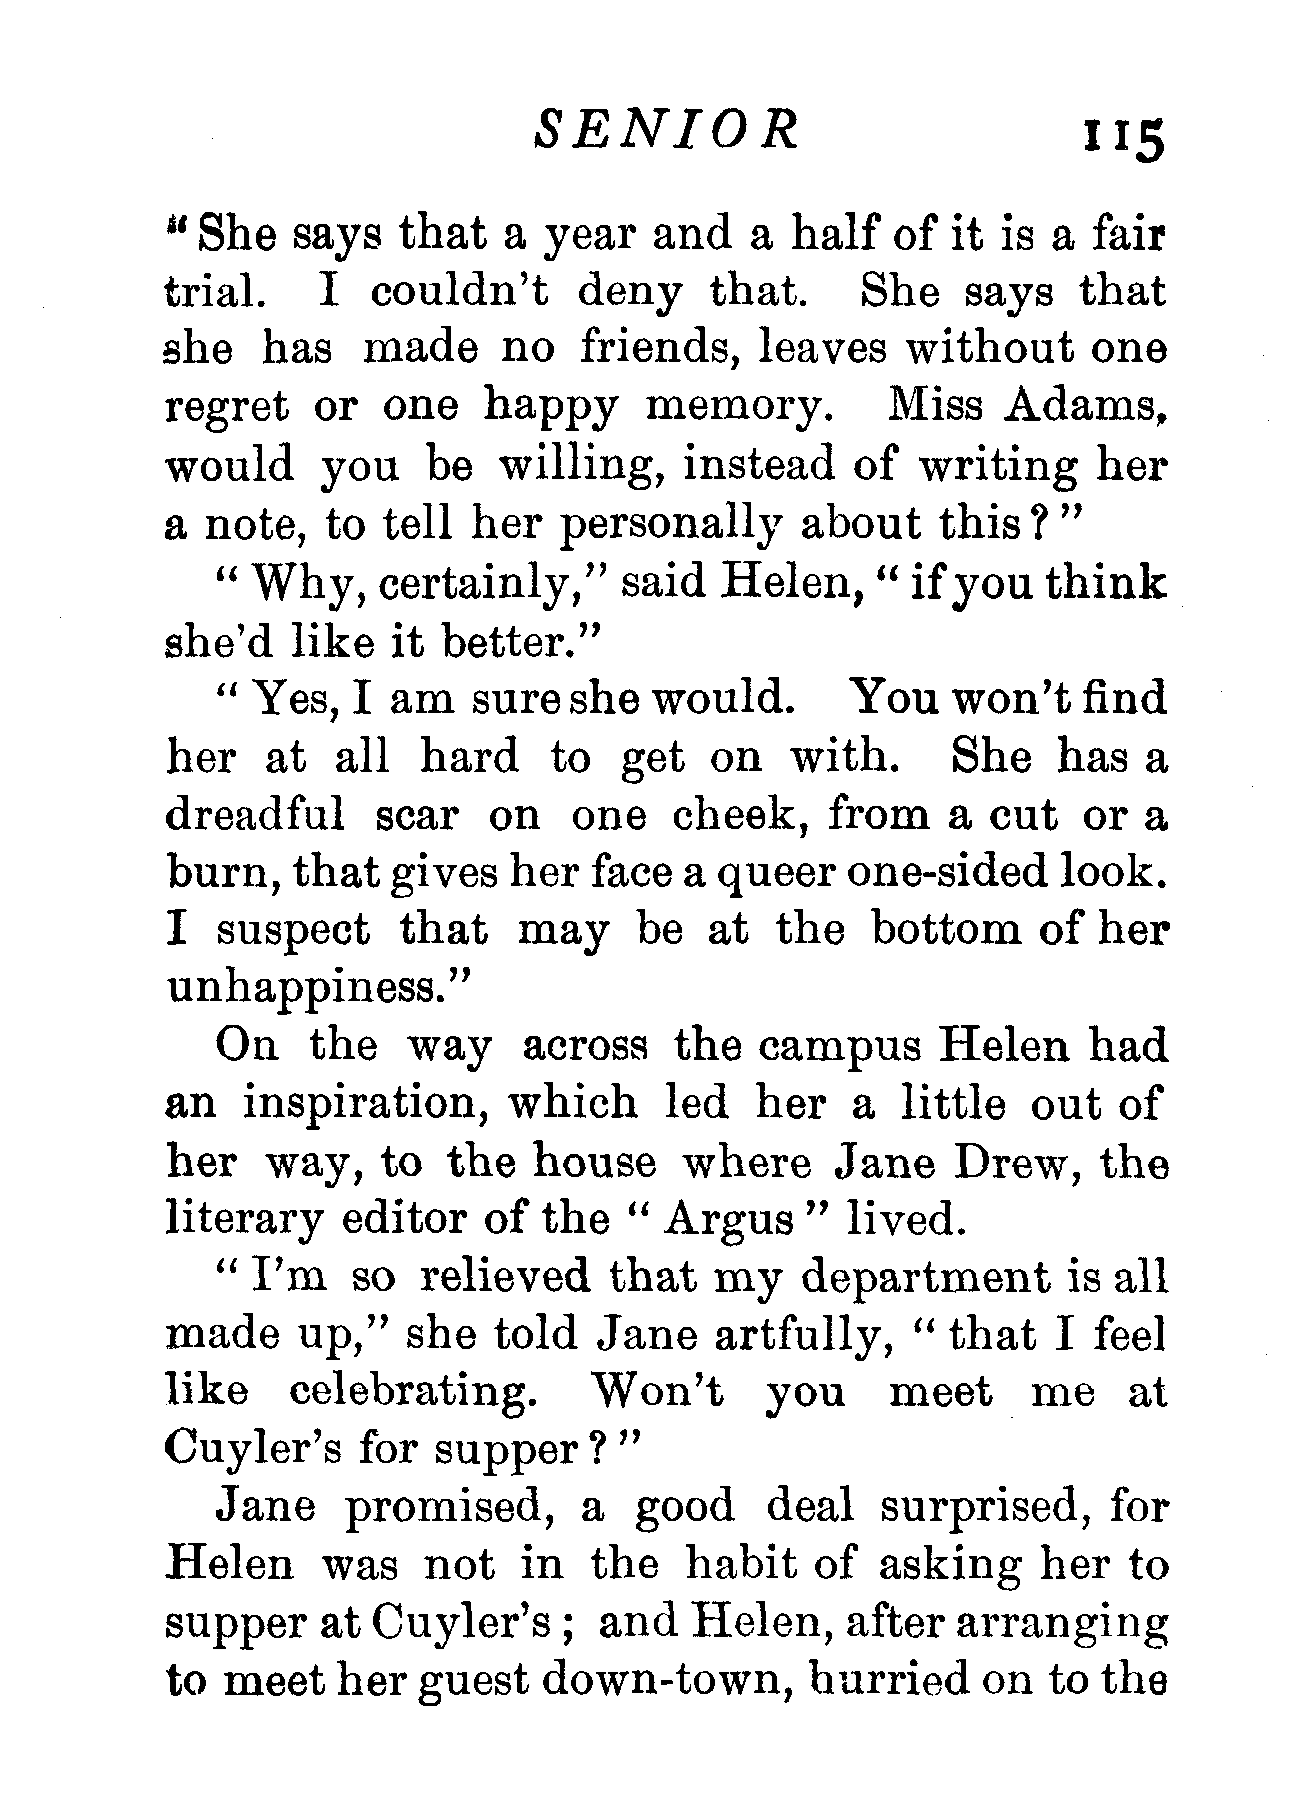 SENIOR 115
"She says that a year and a half of it is a fair
trial. I couldn't deny that. She says that
she has made no friends, leaves without one
regret or one happy memory. Miss Adams,
would you be willing, instead of writing her
a note, to tell her personally about this?"
"Why, certainly," said Helen, "if you think
she'd like it better."
"Yes, I am sure she would. You won't find
her at all hard to get on with. She has a
dreadful scar on one cheek, from a cut or a
burn, that gives her face a queer one-sided look.
I suspect that may be at the bottom of her
unhappiness."
On the way across the campus Helen had
an inspiration, which led her a little out of
her way, to the house where Jane Drew, the
literary editor of the "Argus" lived.
"I'm so relieved that my department is all
made up," she told Jane artfully, "that I feel
like celebrating. Won't you meet me at
Cuyler's for supper?"
Jane promised, a good deal surprised, for
Helen was not in the habit of asking her to
supper at Cuyler's; and Helen, after arranging
to meet her guest down-town, hurried on to the